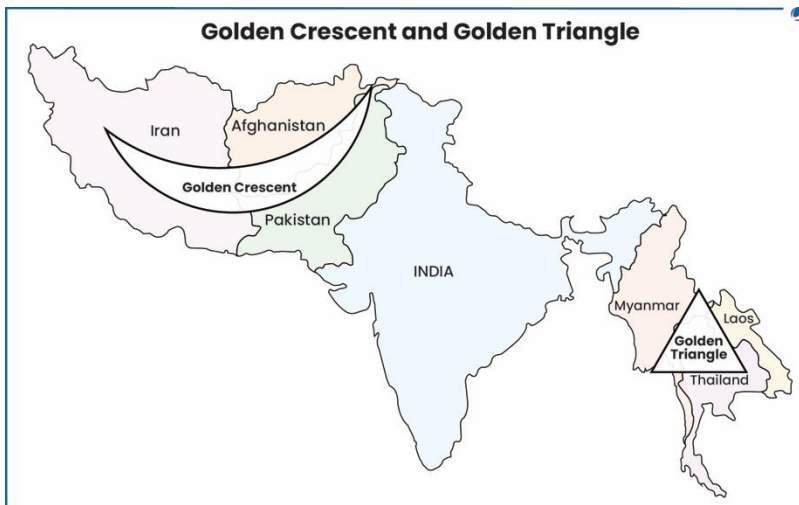 Golden Crescent and Golden Triangle
Iran
Afghanistan
Golden Crescent
Pakistan
INDIA
Myanmar
Laos
Golden
Triangle
Thailand